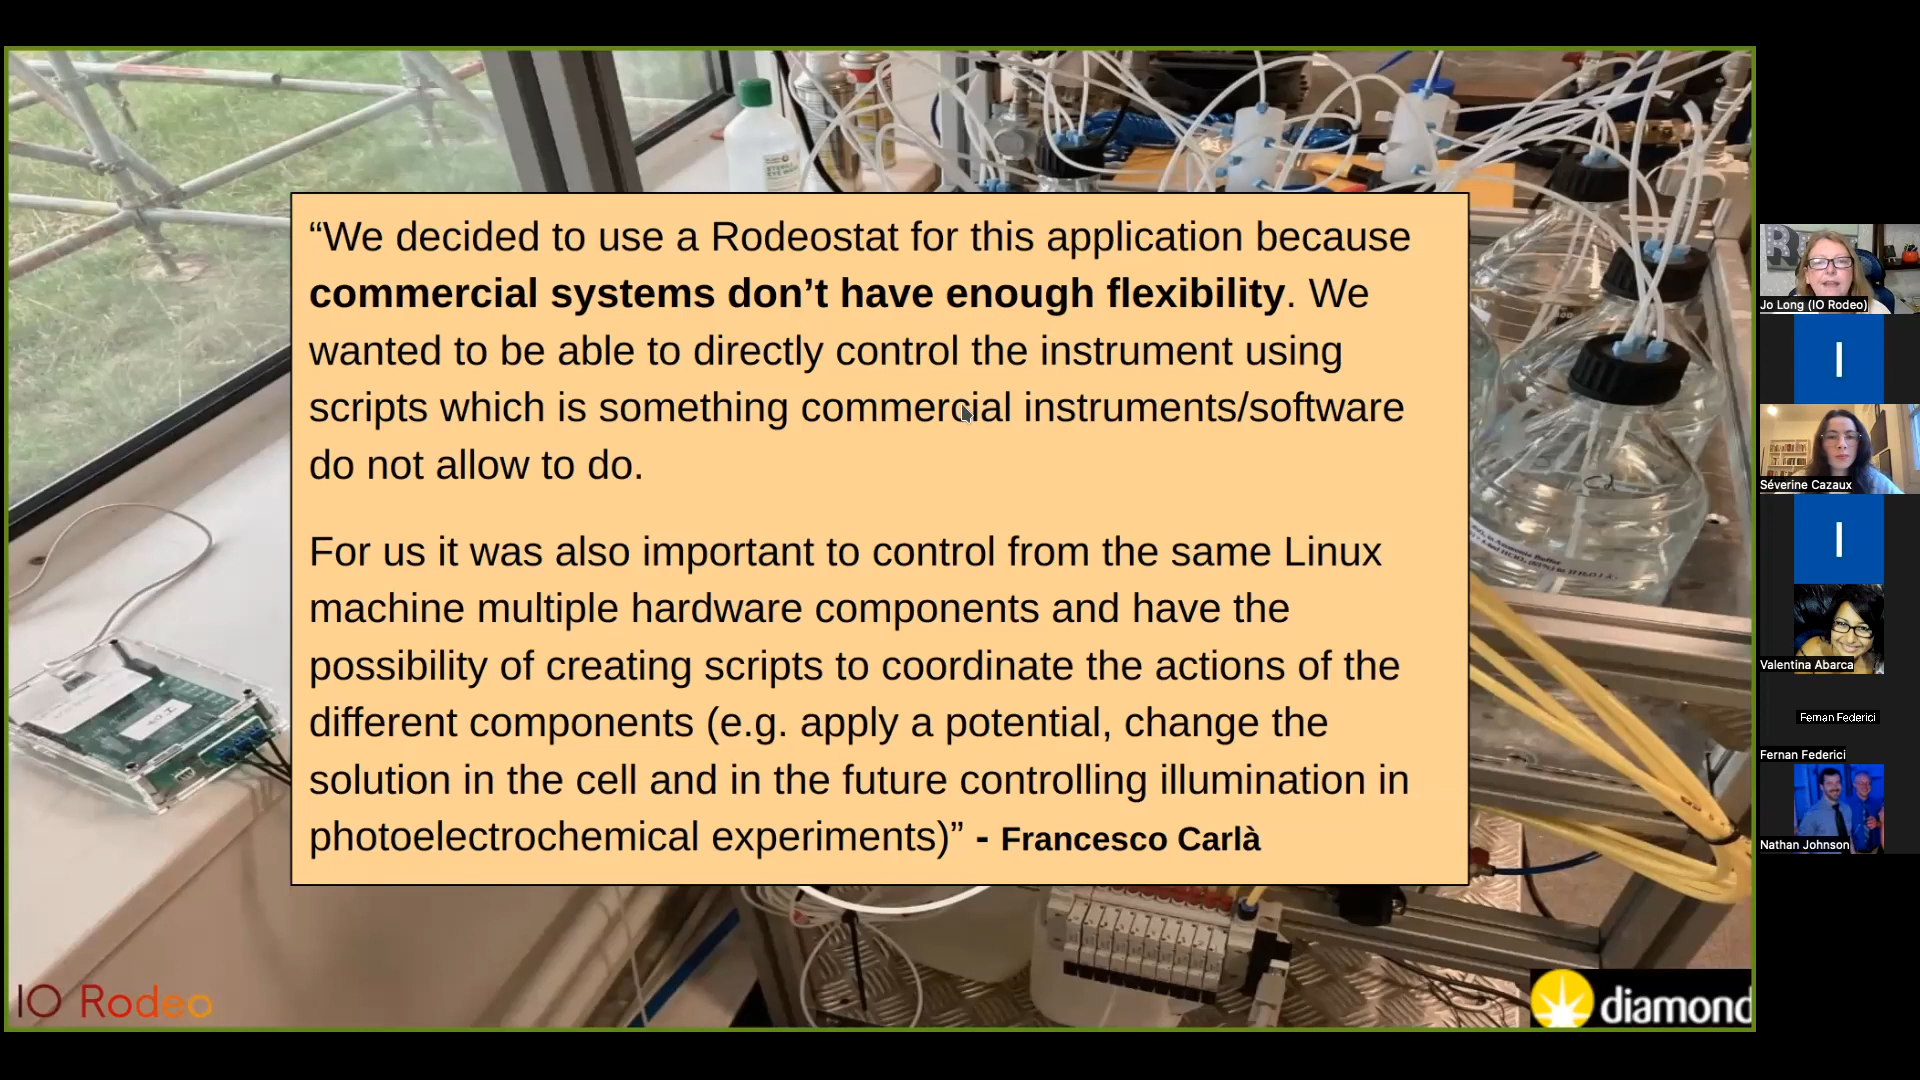 “We decided to use a Rodeostat for this application because
commercial systems don’t have enough flexibility. We
wanted to be able to directly control the instrument using
scripts which is something commercial instruments/software
do not allow to do.
For us it was also important to control from the same Linux
machine multiple hardware components and have the
possibility of creating scripts to coordinate the actions of the
different components (e.g. apply a potential, change the
solution in the cell and in the future controlling illumination in
photoelectrochemical experiments)” - Francesco Carlà
IO Rodeo
diamond
Jo Long (IO Rodeo)
I
Séverine Cazaux
I
Valentina Abarca
Fernan Federici
Fernan Federici
Nathan Johnson